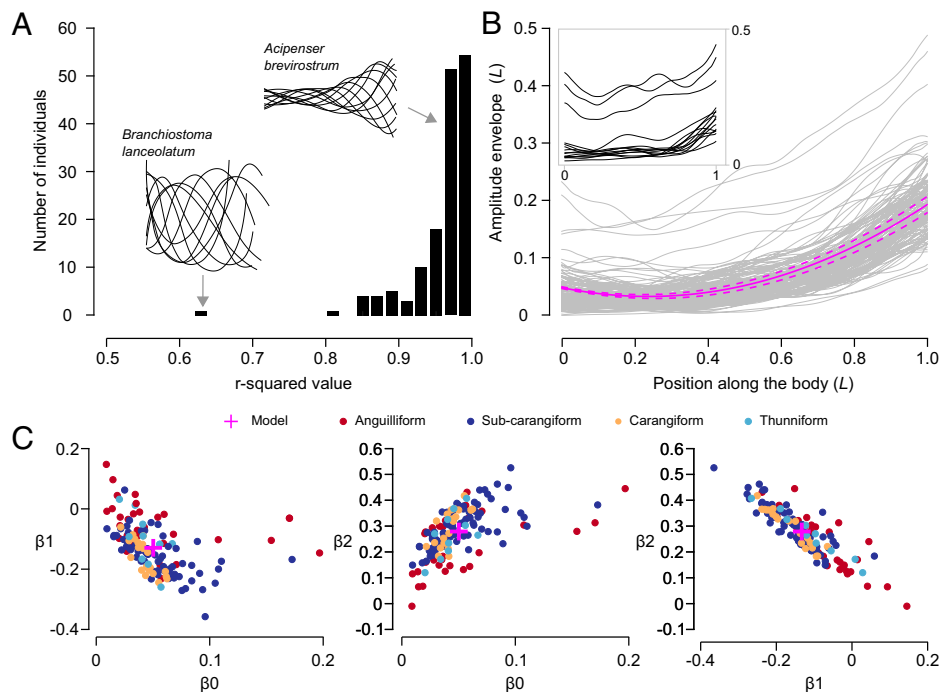 A
60
50
40
30
20
10
0
Number of individuals
Acipenser
brevirostrum
Branchiostoma
lanceolatum
0.5 0.6 0.7 0.8 0.9 1.0
r-squared value
B
0.5
0.4
0.3
0.2
0.1
0
Amplitude envelope (L)
0.5
0
0 1
0 0.2 0.4 0.6 0.8 1.0
Position along the body (L)
Model Anguilliform Sub-carangiform Carangiform Thunniform
C
0.2
0
-0.2
-0.4
β1
0 0.1 0.2
β0
0.6
0.5
0.4
0.3
0.2
0.1
0
-0.1
β2
0 0.1 0.2
β0
0.6
0.5
0.4
0.3
0.2
0.1
0
-0.1
β2
-0.4 -0.2 0 0.2
β1